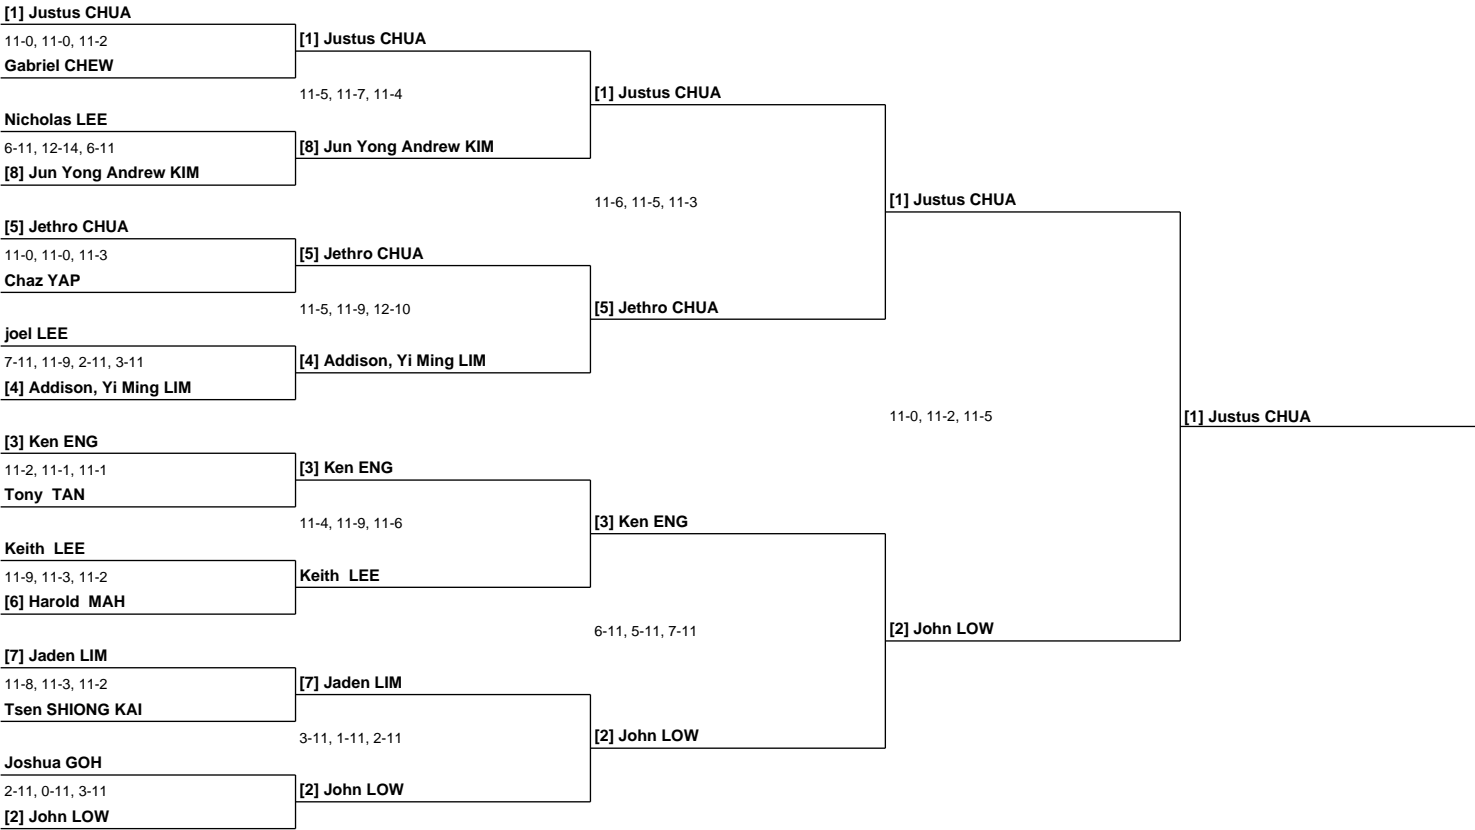 [1] Justus CHUA
11-0, 11-0, 11-2
Gabriel CHEW
Nicholas LEE
6-11, 12-14, 6-11
[8] Jun Yong Andrew KIM
[5] Jethro CHUA
11-0, 11-0, 11-3
Chaz YAP
joel LEE
7-11, 11-9, 2-11, 3-11
[4] Addison, Yi Ming LIM
[3] Ken ENG
11-2, 11-1, 11-1
Tony  TAN
Keith  LEE
11-9, 11-3, 11-2
[6] Harold  MAH
[7] Jaden LIM
11-8, 11-3, 11-2
Tsen SHIONG KAI
Joshua GOH
2-11, 0-11, 3-11
[2] John LOW
[1] Justus CHUA
11-5, 11-7, 11-4
[8] Jun Yong Andrew KIM
[5] Jethro CHUA
11-5, 11-9, 12-10
[4] Addison, Yi Ming LIM
[3] Ken ENG
11-4, 11-9, 11-6
Keith  LEE
[7] Jaden LIM
3-11, 1-11, 2-11
[2] John LOW
[1] Justus CHUA
11-6, 11-5, 11-3
[5] Jethro CHUA
[3] Ken ENG
6-11, 5-11, 7-11
[2] John LOW
[1] Justus CHUA
11-0, 11-2, 11-5
[2] John LOW
[1] Justus CHUA